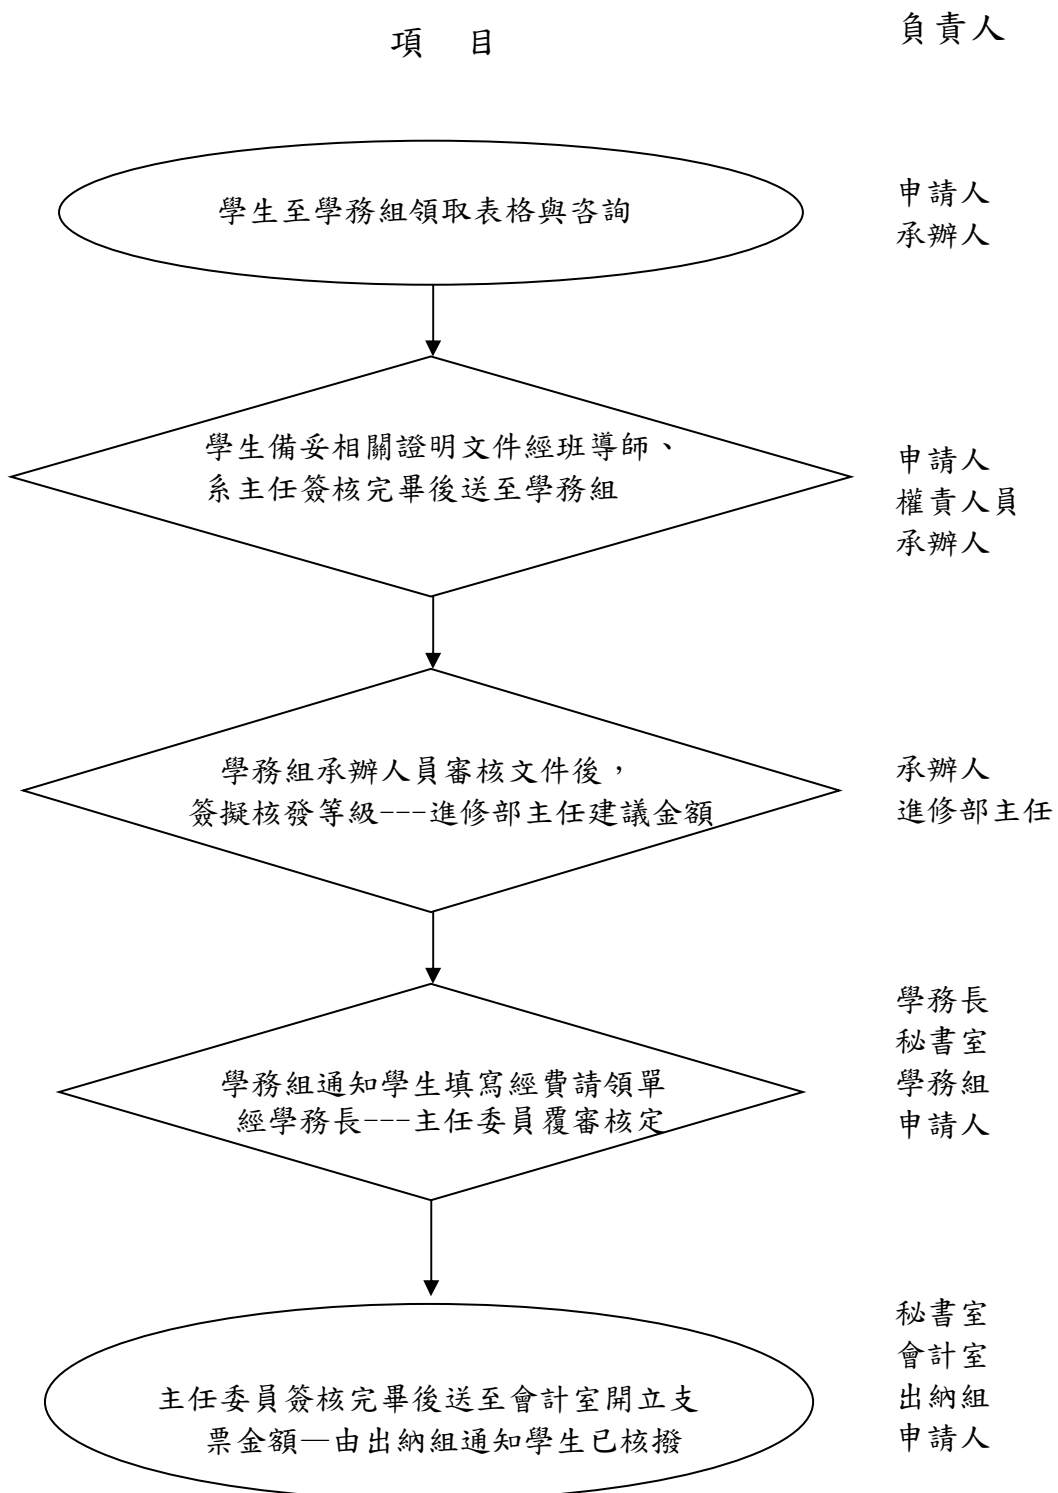 項　目
負責人
學生至學務組領取表格與咨詢
申請人
承辦人
學生備妥相關證明文件經班導師、
系主任簽核完畢後送至學務組
申請人
權責人員
承辦人
學務組承辦人員審核文件後，
簽擬核發等級---進修部主任建議金額
承辦人
進修部主任
學務組通知學生填寫經費請領單
經學務長---主任委員覆審核定
學務長
秘書室
學務組
申請人
主任委員簽核完畢後送至會計室開立支
票金額—由出納組通知學生已核撥
秘書室
會計室
出納組
申請人